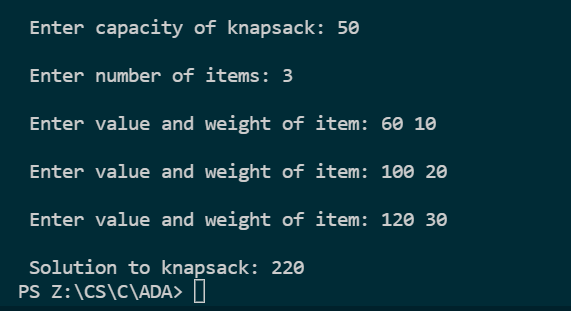 Enter capacity of knapsack: 50
Enter number of items: 3
Enter value and weight of item: 60 10
Enter value and weight of item: 100 20
Enter value and weight of item: 120 30
Solution to knapsack: 220
PS Z:\CS\C\ADA>